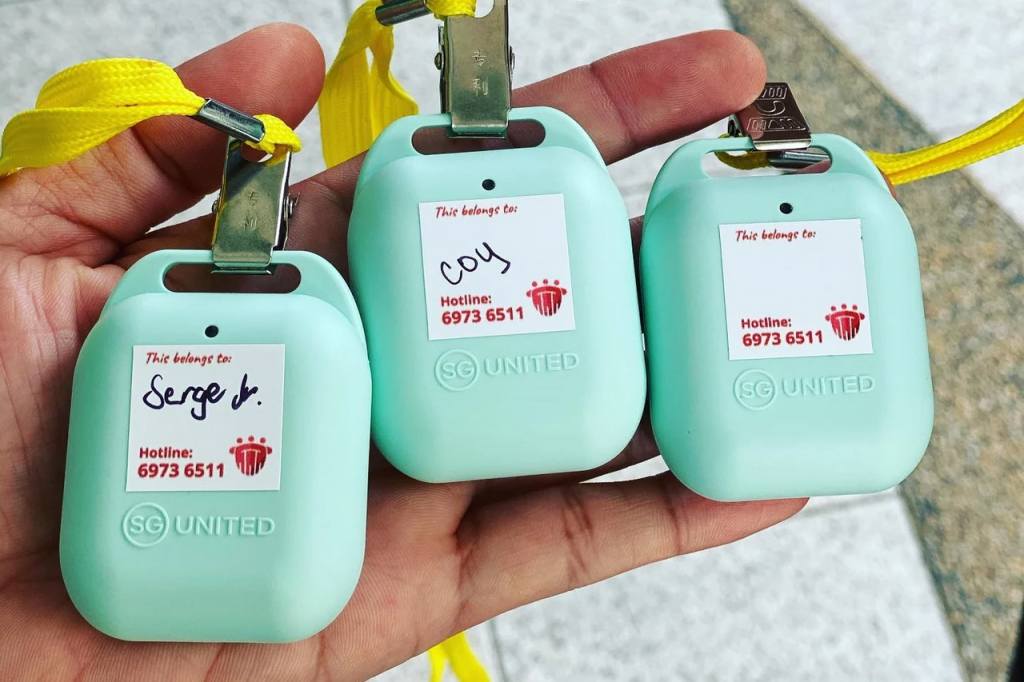 This belongs to:
Serge Jr.
Hotline:
6973 6511
SG UNITED
This belongs to:
coy
Hotline:
6973 6511
SG UNITED
This belongs to:
Hotline:
6973 6511
SG UNITED